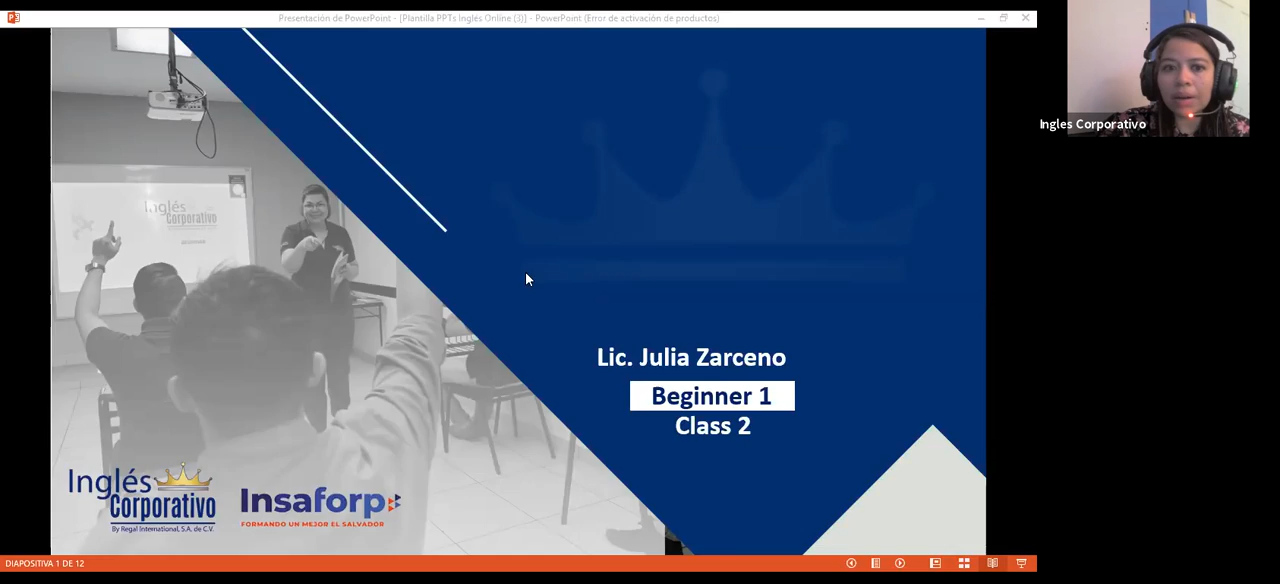 Presentación de PowerPoint - [Plantilla PPTs Inglés Online (3)] - PowerPoint (Error de activación de productos)
Ingles Corporativo
Inglés
Corporativo
Lic. Julia Zarceno
Beginner 1
Class 2
Inglés
Corporativo
By Regal International, S.A. de C.V.
Insaforp
FORMANDO UN MEJOR EL SALVADOR
DIAPOSITIVA 1 DE 12